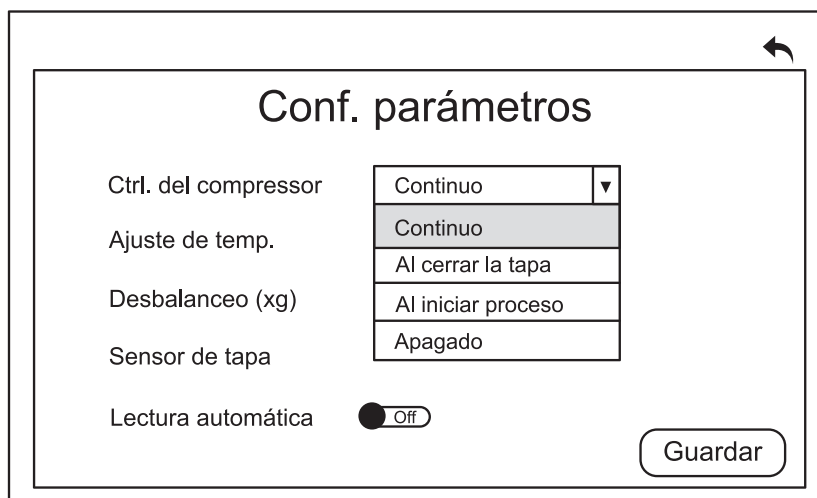 Conf. parámetros
Ctrl. del compressor
Continuo
Continuo
Ajuste de temp.
Al cerrar la tapa
Desbalanceo (xg)
Al iniciar proceso
Apagado
Sensor de tapa
Lectura automática
Off
Guardar